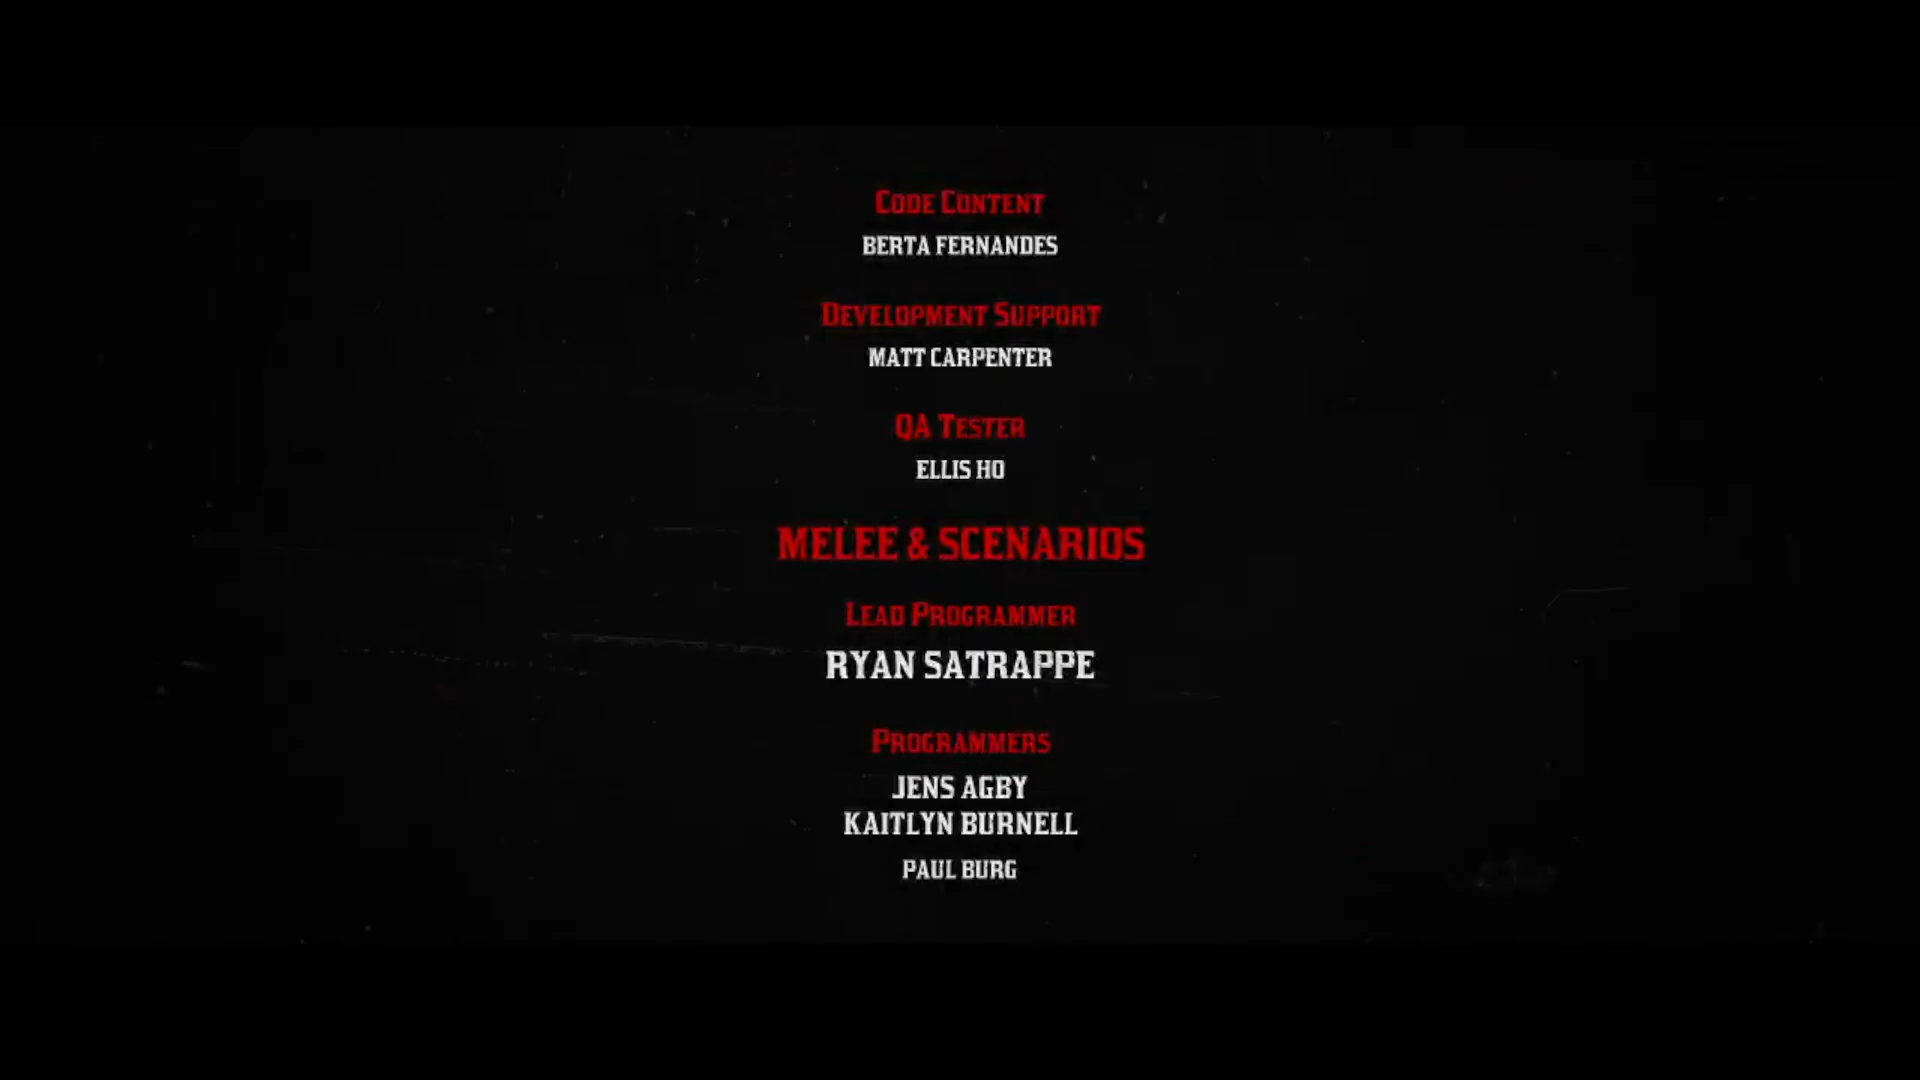 Code Content
BERTA FERNANDES
Development Support
MATT CARPENTER
QA Tester
ELLIS HO
MELEE & SCENARIOS
Lead Programmer
RYAN SATRAPPE
Programmers
JENS AGBY
KAITLYN BURNELL
PAUL BURG